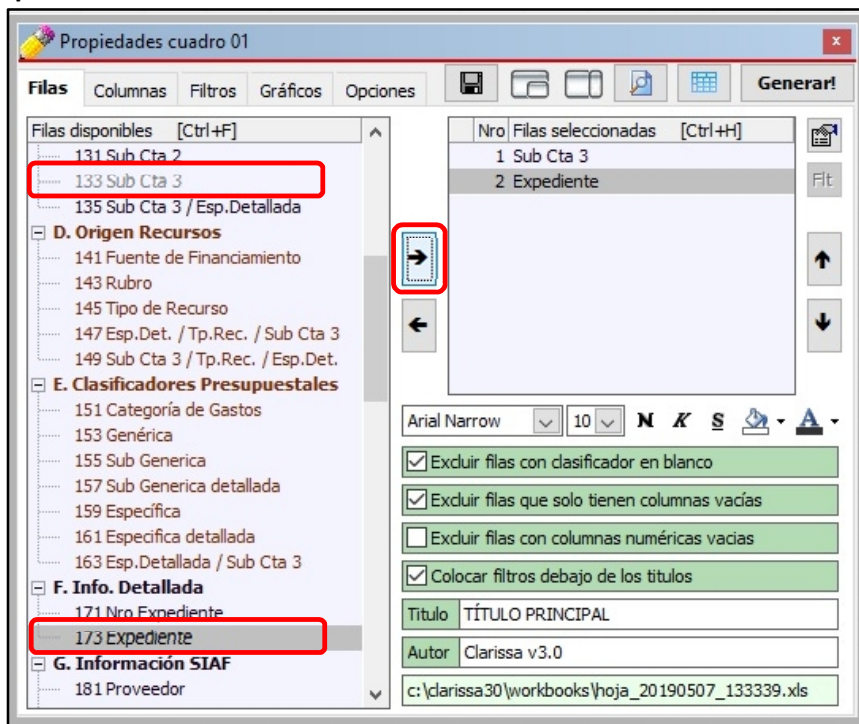 Propiedades cuadro 01
x
Filas Columnas Filtros Gráficos Opciones Generar!
Filas disponibles [Ctrl+F]
131 Sub Cta 2
133 Sub Cta 3
135 Sub Cta 3 / Esp.Detallada
D. Origen Recursos
141 Fuente de Financiamiento
143 Rubro
145 Tipo de Recurso
147 Esp.Det. / Tp.Rec. / Sub Cta 3
149 Sub Cta 3 / Tp.Rec. / Esp.Det.
E. Clasificadores Presupuestales
151 Categoría de Gastos
153 Genérica
155 Sub Generica
157 Sub Generica detallada
159 Específica
161 Especifica detallada
163 Esp.Detallada / Sub Cta 3
F. Info. Detallada
171 Nro Expediente
173 Expediente
G. Información SIAF
181 Proveedor
Nro Filas seleccionadas [Ctrl+H]
1 Sub Cta 3
2 Expediente
Flt
Arial Narrow 10 N K S A
Excluir filas con clasificador en blanco
Excluir filas que solo tienen columnas vacías
Excluir filas con columnas numéricas vacias
Colocar filtros debajo de los titulos
Titulo TÍTULO PRINCIPAL
Autor Clarissa v3.0
c:\clarissa30\workbooks\hoja_20190507_133339.xls